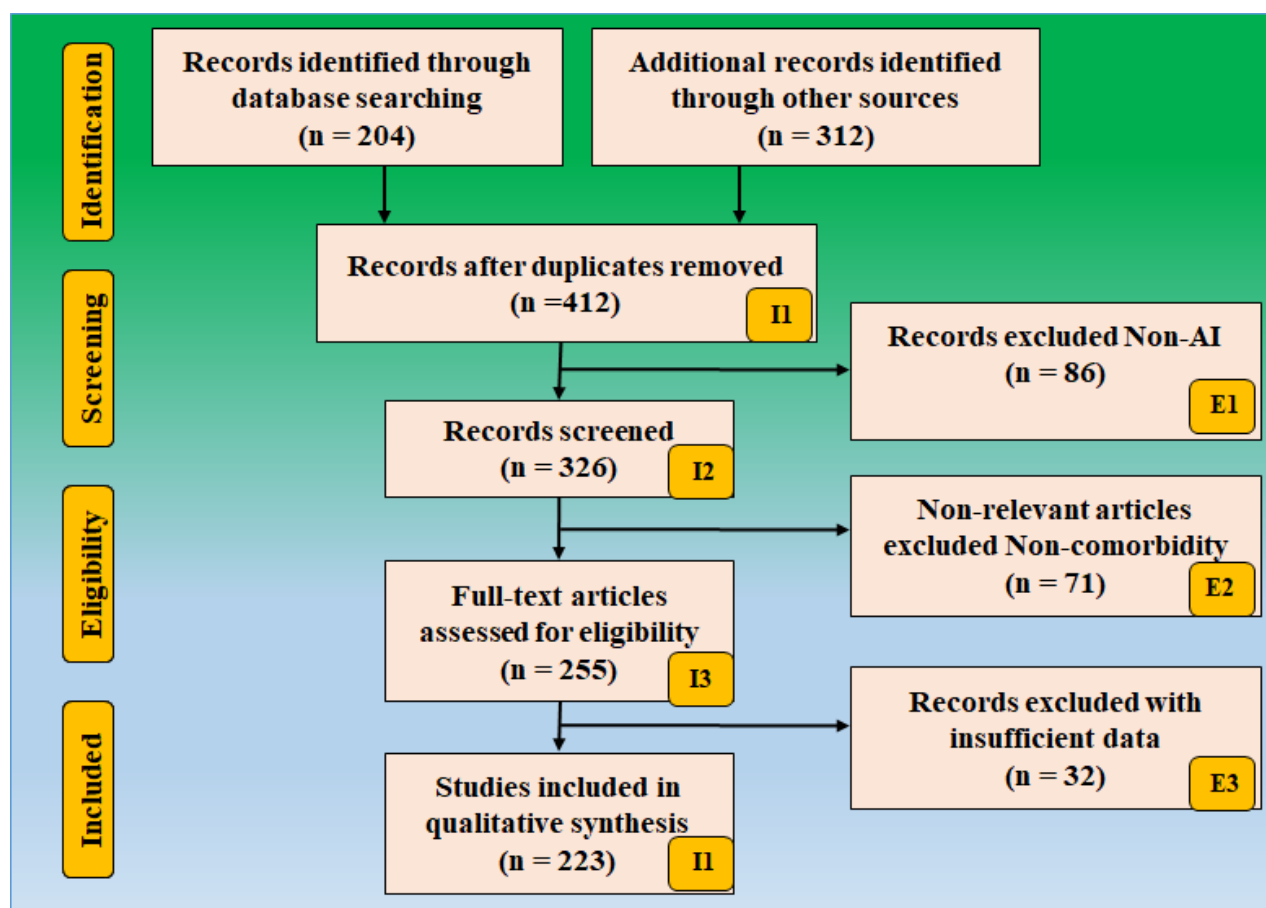 Identification
Records identified through
database searching
(n = 204)
Additional records identified
through other sources
(n = 312)
Records after duplicates removed
(n =412)
I1
Screening
Records excluded Non-AI
(n = 86)
E1
Records screened
(n = 326)
I2
Eligibility
Non-relevant articles
excluded Non-comorbidity
(n = 71)
E2
Full-text articles
assessed for eligibility
(n = 255)
I3
Included
Records excluded with
insufficient data
(n = 32)
E3
Studies included in
qualitative synthesis
(n = 223)
I1